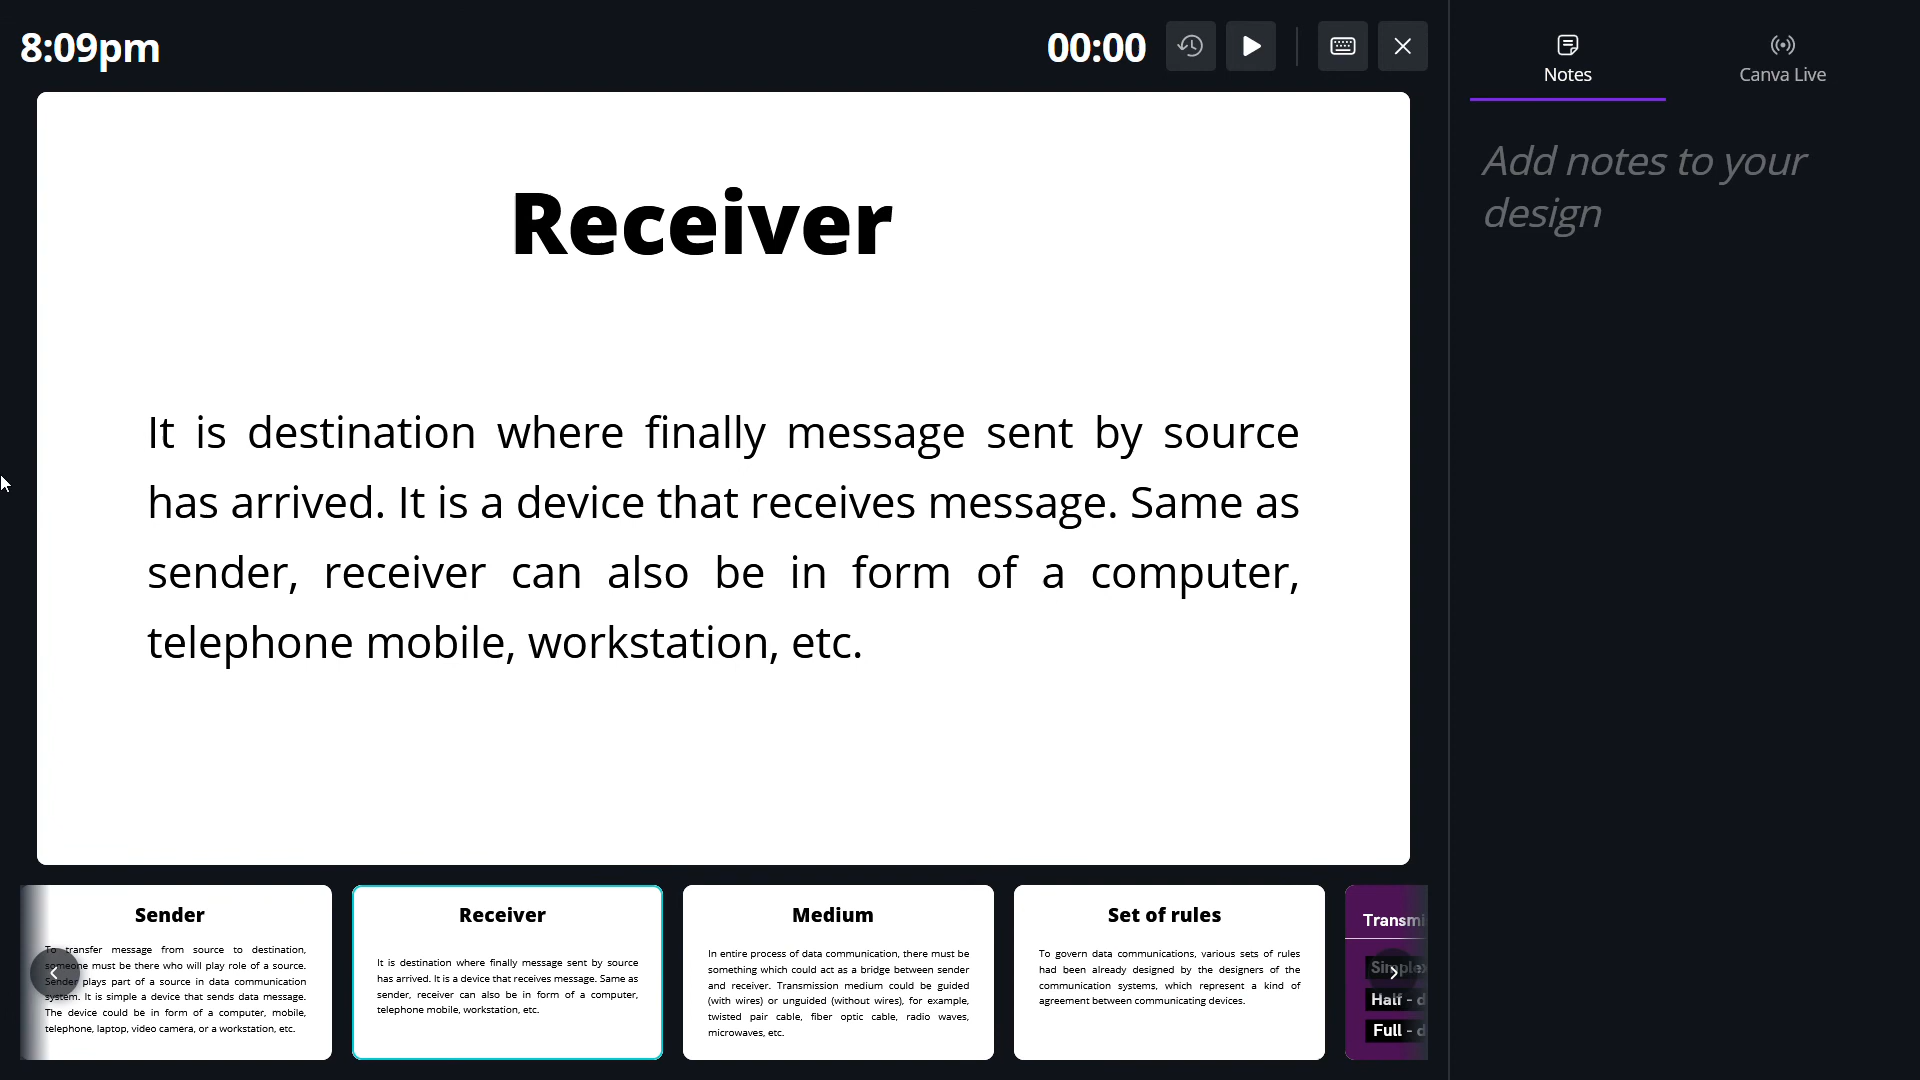 8:09pm
00:00
Notes
Canva Live
Add notes to your
design
Receiver
It is destination where finally message sent by source
has arrived. It is a device that receives message. Same as
sender, receiver can also be in form of a computer,
telephone mobile, workstation, etc.
Sender
To transfer message from source to destination,
someone must be there who will play role of a source.
Sender plays part of a source in data communication
system. It is simple a device that sends data message.
The device could be in form of a computer, mobile,
telephone, laptop, video camera, or a workstation, etc.
Receiver
It is destination where finally message sent by source
has arrived. It is a device that receives message. Same as
sender, receiver can also be in form of a computer,
telephone mobile, workstation, etc.
Medium
In entire process of data communication, there must be
something which could act as a bridge between sender
and receiver. Transmission medium could be guided
(with wires) or unguided (without wires), for example,
twisted pair cable, fiber optic cable, radio waves,
microwaves, etc.
Set of rules
To govern data communications, various sets of rules
had been already designed by the designers of the
communication systems, which represent a kind of
agreement between communicating devices.
Transmi
Simplex
Half - d
Full - d